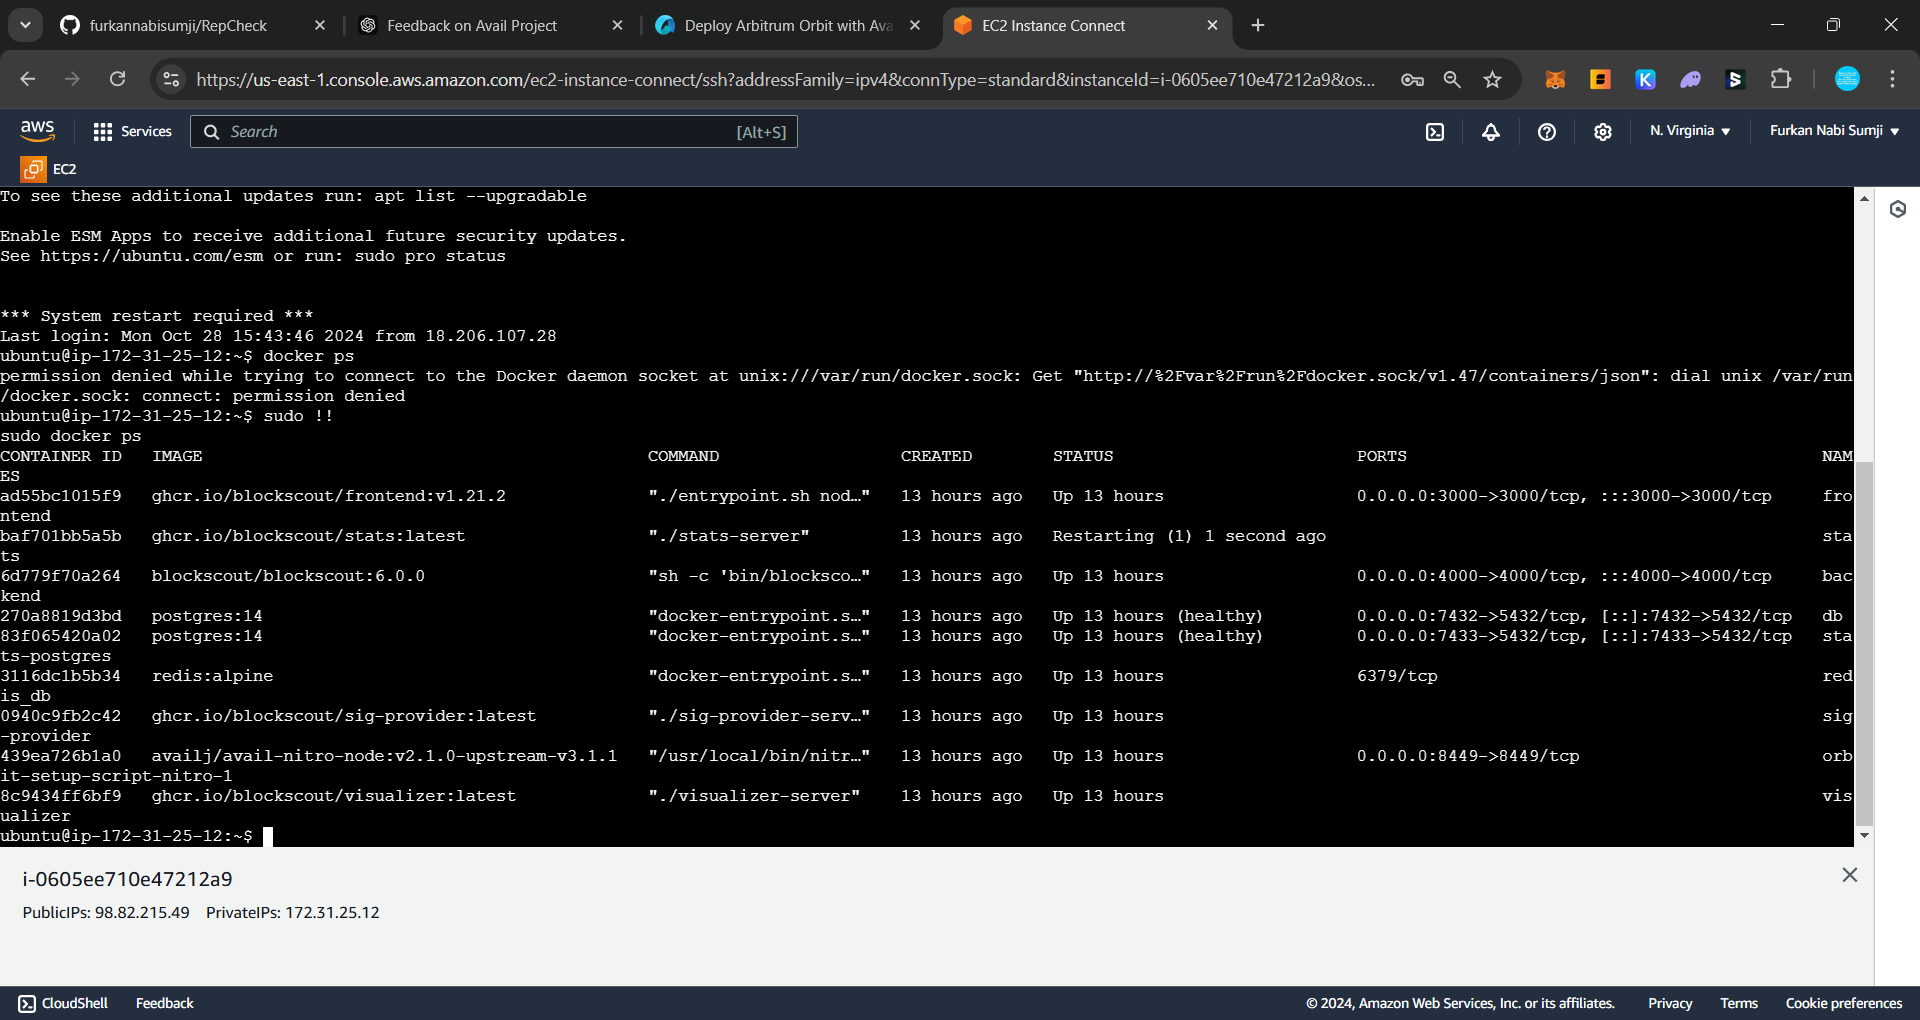 furkannabisumji/RepCheck
Feedback on Avail Project
Deploy Arbitrum Orbit with Ava
EC2 Instance Connect
https://us-east-1.console.aws.amazon.com/ec2-instance-connect/ssh?addressFamily=ipv4&connType=standard&instanceId=i-0605ee710e47212a9&os...
aws Services Search [Alt+S] N. Virginia Furkan Nabi Sumji
EC2
To see these additional updates run: apt list --upgradable
Enable ESM Apps to receive additional future security updates.
See https://ubuntu.com/esm or run: sudo pro status
*** System restart required ***
Last login: Mon Oct 28 15:43:46 2024 from 18.206.107.28
ubuntu@ip-172-31-25-12:~$ docker ps
permission denied while trying to connect to the Docker daemon socket at unix:///var/run/docker.sock: Get "http://%2Fvar%2Frun%2Fdocker.sock/v1.47/containers/json": dial unix /var/run
/docker.sock: connect: permission denied
ubuntu@ip-172-31-25-12:~$ sudo !!
sudo docker ps
CONTAINER ID   IMAGE   COMMAND   CREATED   STATUS   PORTS   NAM
ES
ad55bc1015f9   ghcr.io/blockscout/frontend:v1.21.2   "./entrypoint.sh nod…"   13 hours ago   Up 13 hours   0.0.0.0:3000->3000/tcp, :::3000->3000/tcp   fro
ntend
baf701bb5a5b   ghcr.io/blockscout/stats:latest   "./stats-server"   13 hours ago   Restarting (1) 1 second ago   sta
ts
6d779f70a264   blockscout/blockscout:6.0.0   "sh -c 'bin/blocksco…"   13 hours ago   Up 13 hours   0.0.0.0:4000->4000/tcp, :::4000->4000/tcp   bac
kend
270a8819d3bd   postgres:14   "docker-entrypoint.s…"   13 hours ago   Up 13 hours (healthy)   0.0.0.0:7432->5432/tcp, [::]:7432->5432/tcp   db
83f065420a02   postgres:14   "docker-entrypoint.s…"   13 hours ago   Up 13 hours (healthy)   0.0.0.0:7433->5432/tcp, [::]:7433->5432/tcp   sta
ts-postgres
3116dc1b5b34   redis:alpine   "docker-entrypoint.s…"   13 hours ago   Up 13 hours   6379/tcp   red
is_db
0940c9fb2c42   ghcr.io/blockscout/sig-provider:latest   "./sig-provider-serv…"   13 hours ago   Up 13 hours   sig
-provider
439ea726b1a0   availj/avail-nitro-node:v2.1.0-upstream-v3.1.1   "/usr/local/bin/nitr…"   13 hours ago   Up 13 hours   0.0.0.0:8449->8449/tcp   orb
it-setup-script-nitro-1
8c9434ff6bf9   ghcr.io/blockscout/visualizer:latest   "./visualizer-server"   13 hours ago   Up 13 hours   vis
ualizer
ubuntu@ip-172-31-25-12:~$
i-0605ee710e47212a9
PublicIPs: 98.82.215.49 PrivateIPs: 172.31.25.12
CloudShell Feedback © 2024, Amazon Web Services, Inc. or its affiliates. Privacy Terms Cookie preferences